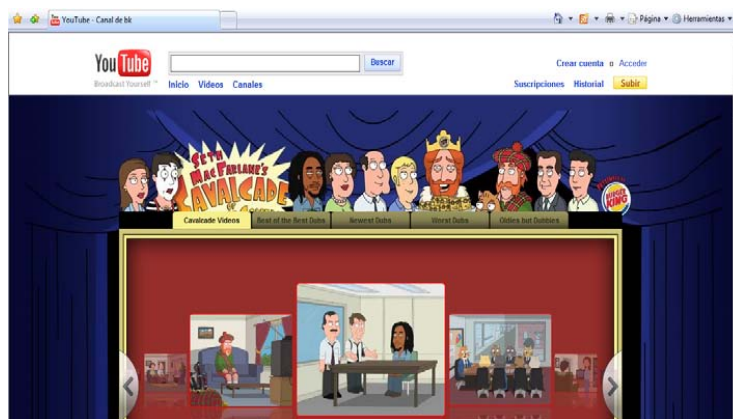 YouTube - Canal de bk
Página Herramientas
YouTube
Broadcast Yourself ™
Buscar
Crear cuenta o Acceder
Inicio Videos Canales
Suscripciones Historial Subir
SETH
MACFARLANE'S
CAVALCADE
OF
BURGER
KING
Cavalcade Videos Best of the Best Dubs Newest Dubs Worst Dubs Oldies but Dubbies